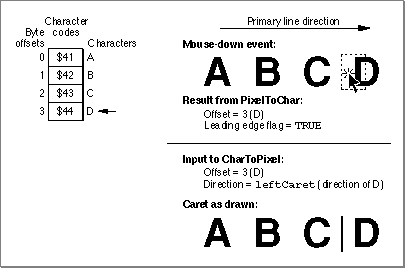 Byte offsets
Character codes
Characters
0 $41 A
1 $42 B
2 $43 C
3 $44 D
Primary line direction
Mouse-down event:
A B C D
Result from PixelToChar:
Offset = 3 (D)
Leading edge flag = TRUE
Input to CharToPixel:
Offset = 3 (D)
Direction = leftCaret (direction of D)
Caret as drawn:
A B C D